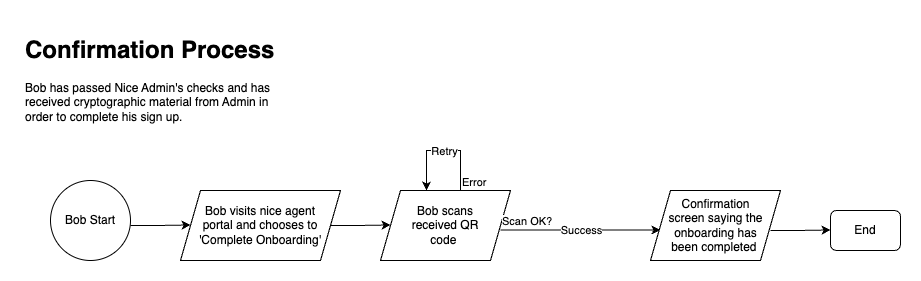 Confirmation Process
Bob has passed Nice Admin's checks and has
received cryptographic material from Admin in
order to complete his sign up.
Retry
Error
Bob Start
Bob visits nice agent
portal and chooses to
'Complete Onboarding'
Bob scans
received QR
code
Scan OK?
Success
Confirmation
screen saying the
onboarding has
been completed
End